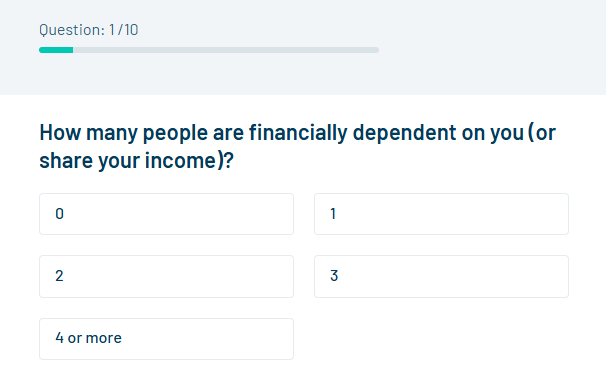 Question: 1 /10
How many people are financially dependent on you (or
share your income)?
0
1
2
3
4 or more